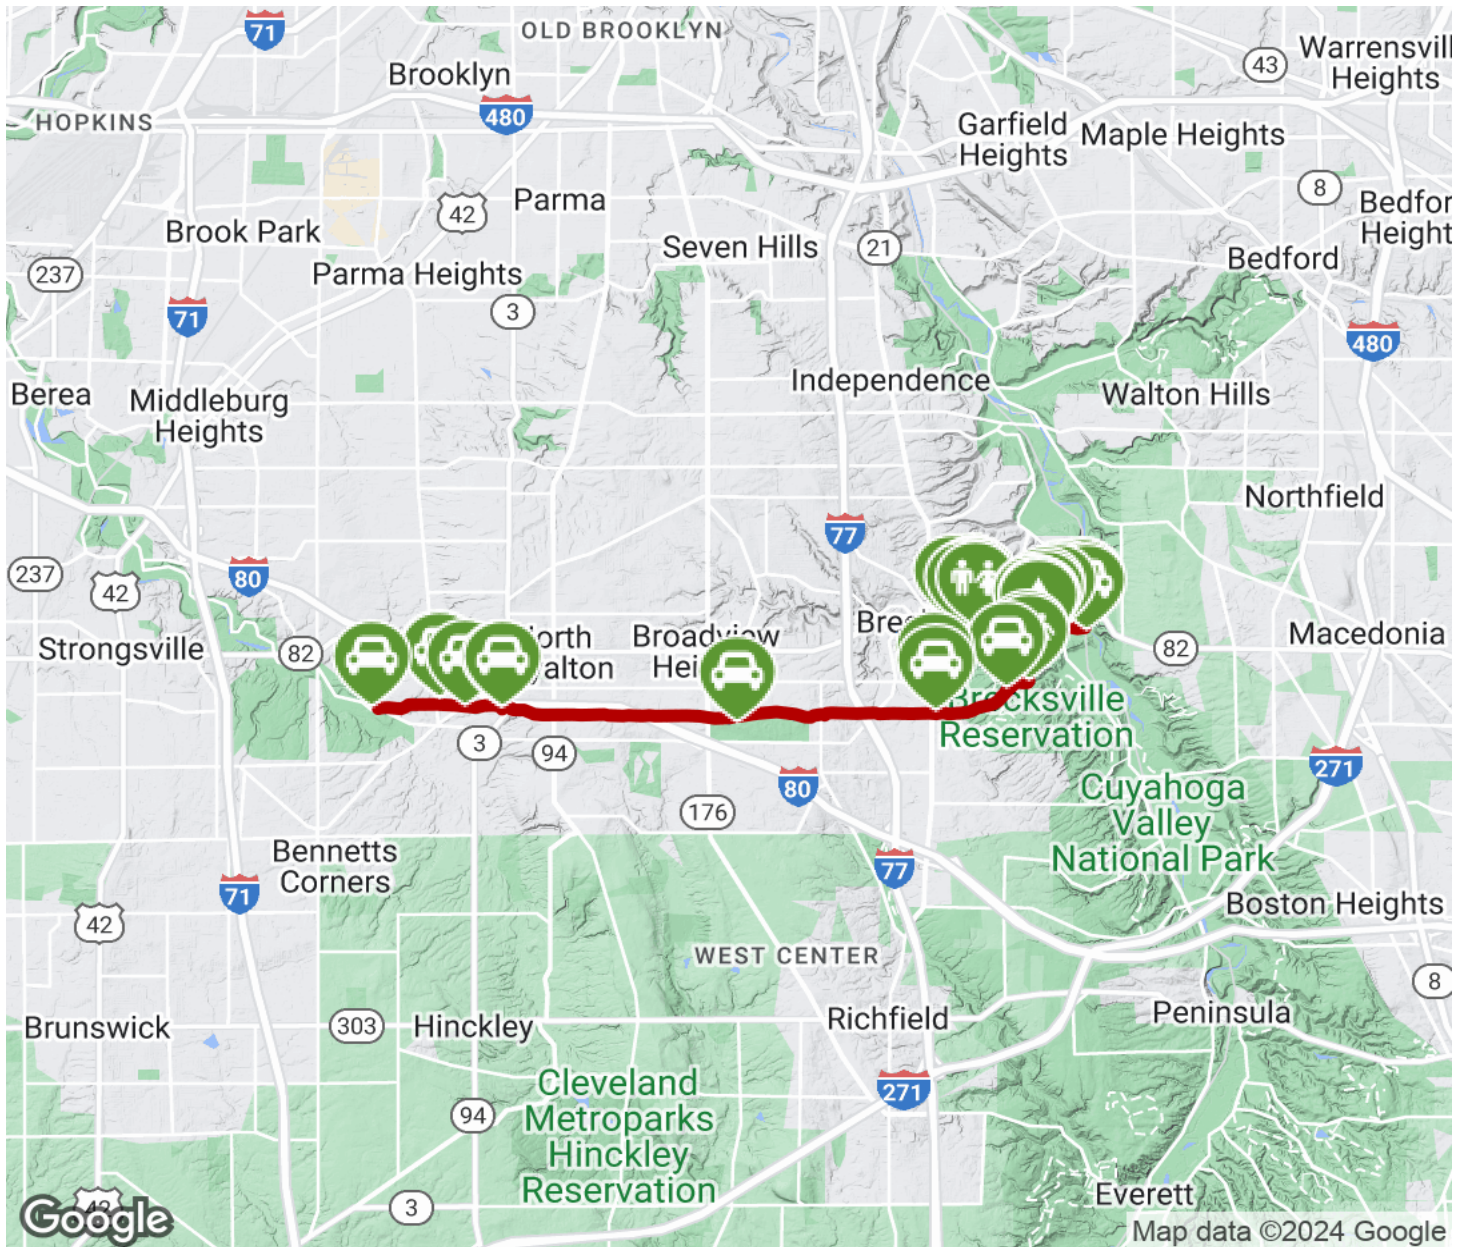 71
OLD BROOKLYN
Warrensvill
Heights
43
Brooklyn
480
HOPKINS
Garfield
Heights
Maple Heights
8
Parma
42
Bedfor
Height
Brook Park
Seven Hills
21
Bedford
237
Parma Heights
71
3
480
Independence
Berea
Middleburg
Heights
Walton Hills
Northfield
77
237
80
42
Strongsville
82
Broadview
82
Macedonia
alton
Brecksville
Reservation
3
94
80
271
176
Cuyahoga
Valley
National Park
Bennetts
Corners
77
71
42
Boston Heights
WEST CENTER
8
Brunswick
303
Hinckley
Richfield
Peninsula
Cleveland
Metroparks
Hinckley
Reservation
271
94
Everett
3
Google
Map data ©2024 Google